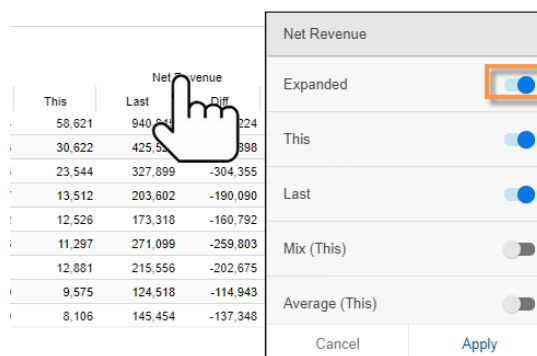 Net Revenue
This Last Diff
58,621
30,622
23,544 327,899 -304,355
13,512 203,602 -190,090
12,526 173,318 -160,792
11,297 271,099 -259,803
12,881 215,556 -202,675
9,575 124,518 -114,943
8,106 145,454 -137,348
Net Revenue
Expanded
This
Last
Mix (This)
Average (This)
Cancel Apply